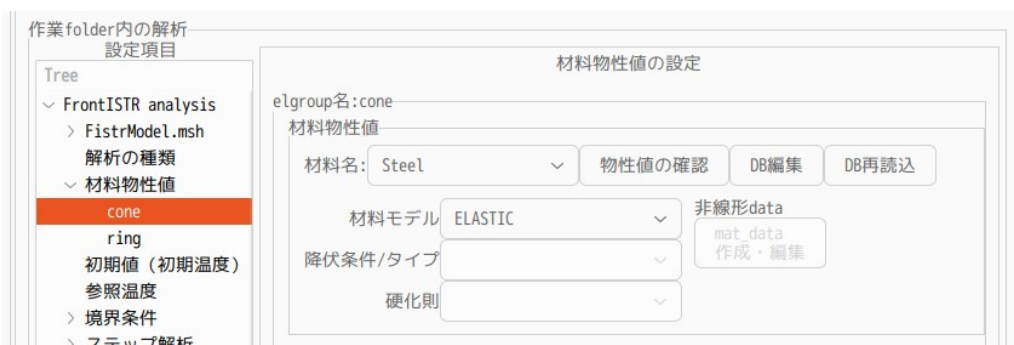 作業folder内の解析
設定項目
Tree
FrontISTR analysis
FistrModel.msh
解析の種類
材料物性値
cone
ring
初期値（初期温度）
参照温度
境界条件
ステップ解析
材料物性値の設定
elgroup名:cone
材料物性値
材料名: Steel 物性値の確認 DB編集 DB再読込
材料モデル ELASTIC
降伏条件/タイプ
硬化則
非線形data
mat_data
作成・編集